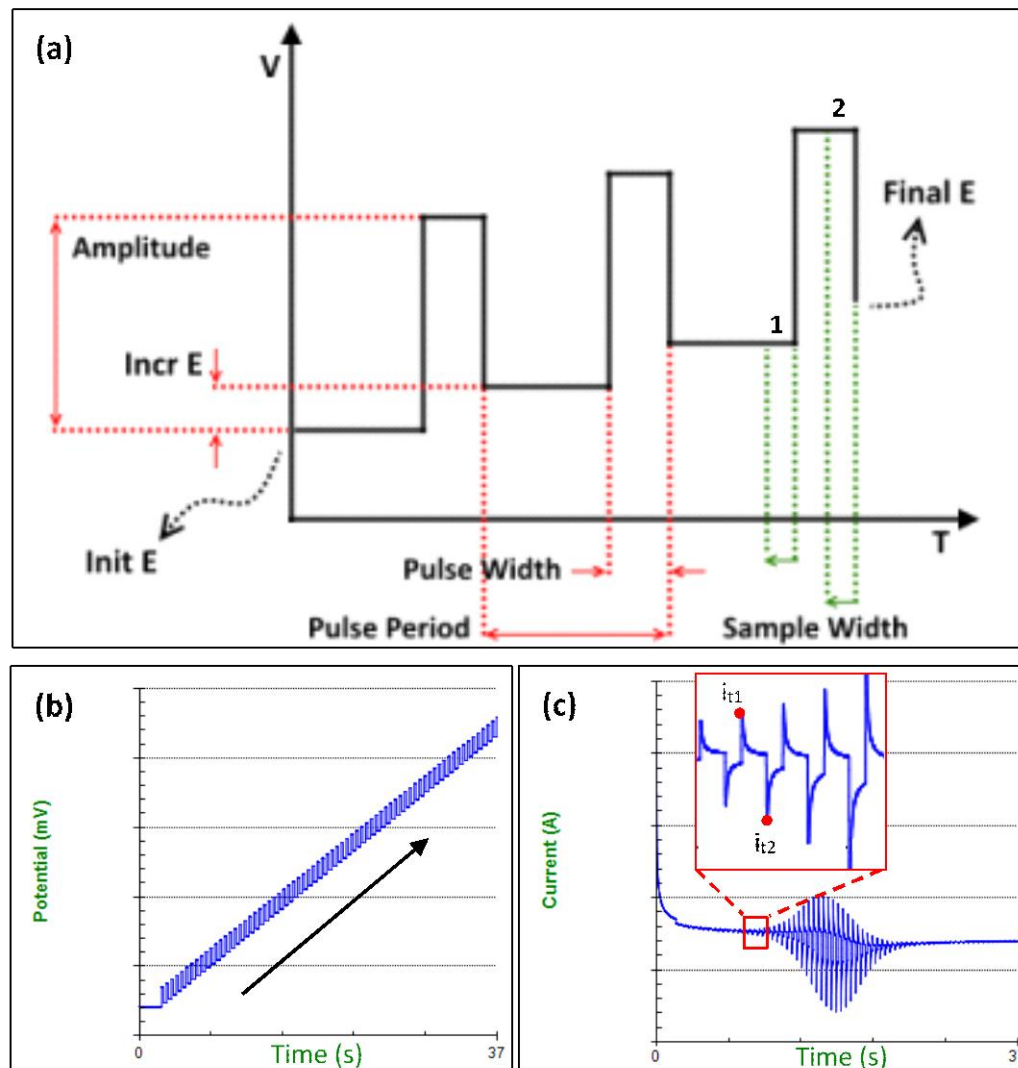 (a)
V
2
Final E
Amplitude
1
Incr E
T
Init E
Pulse Width
Pulse Period
Sample Width
(b)
Potential (mV)
0
Time (s)
37
(c)
i_t1
i_t2
Current (A)
0
Time (s)